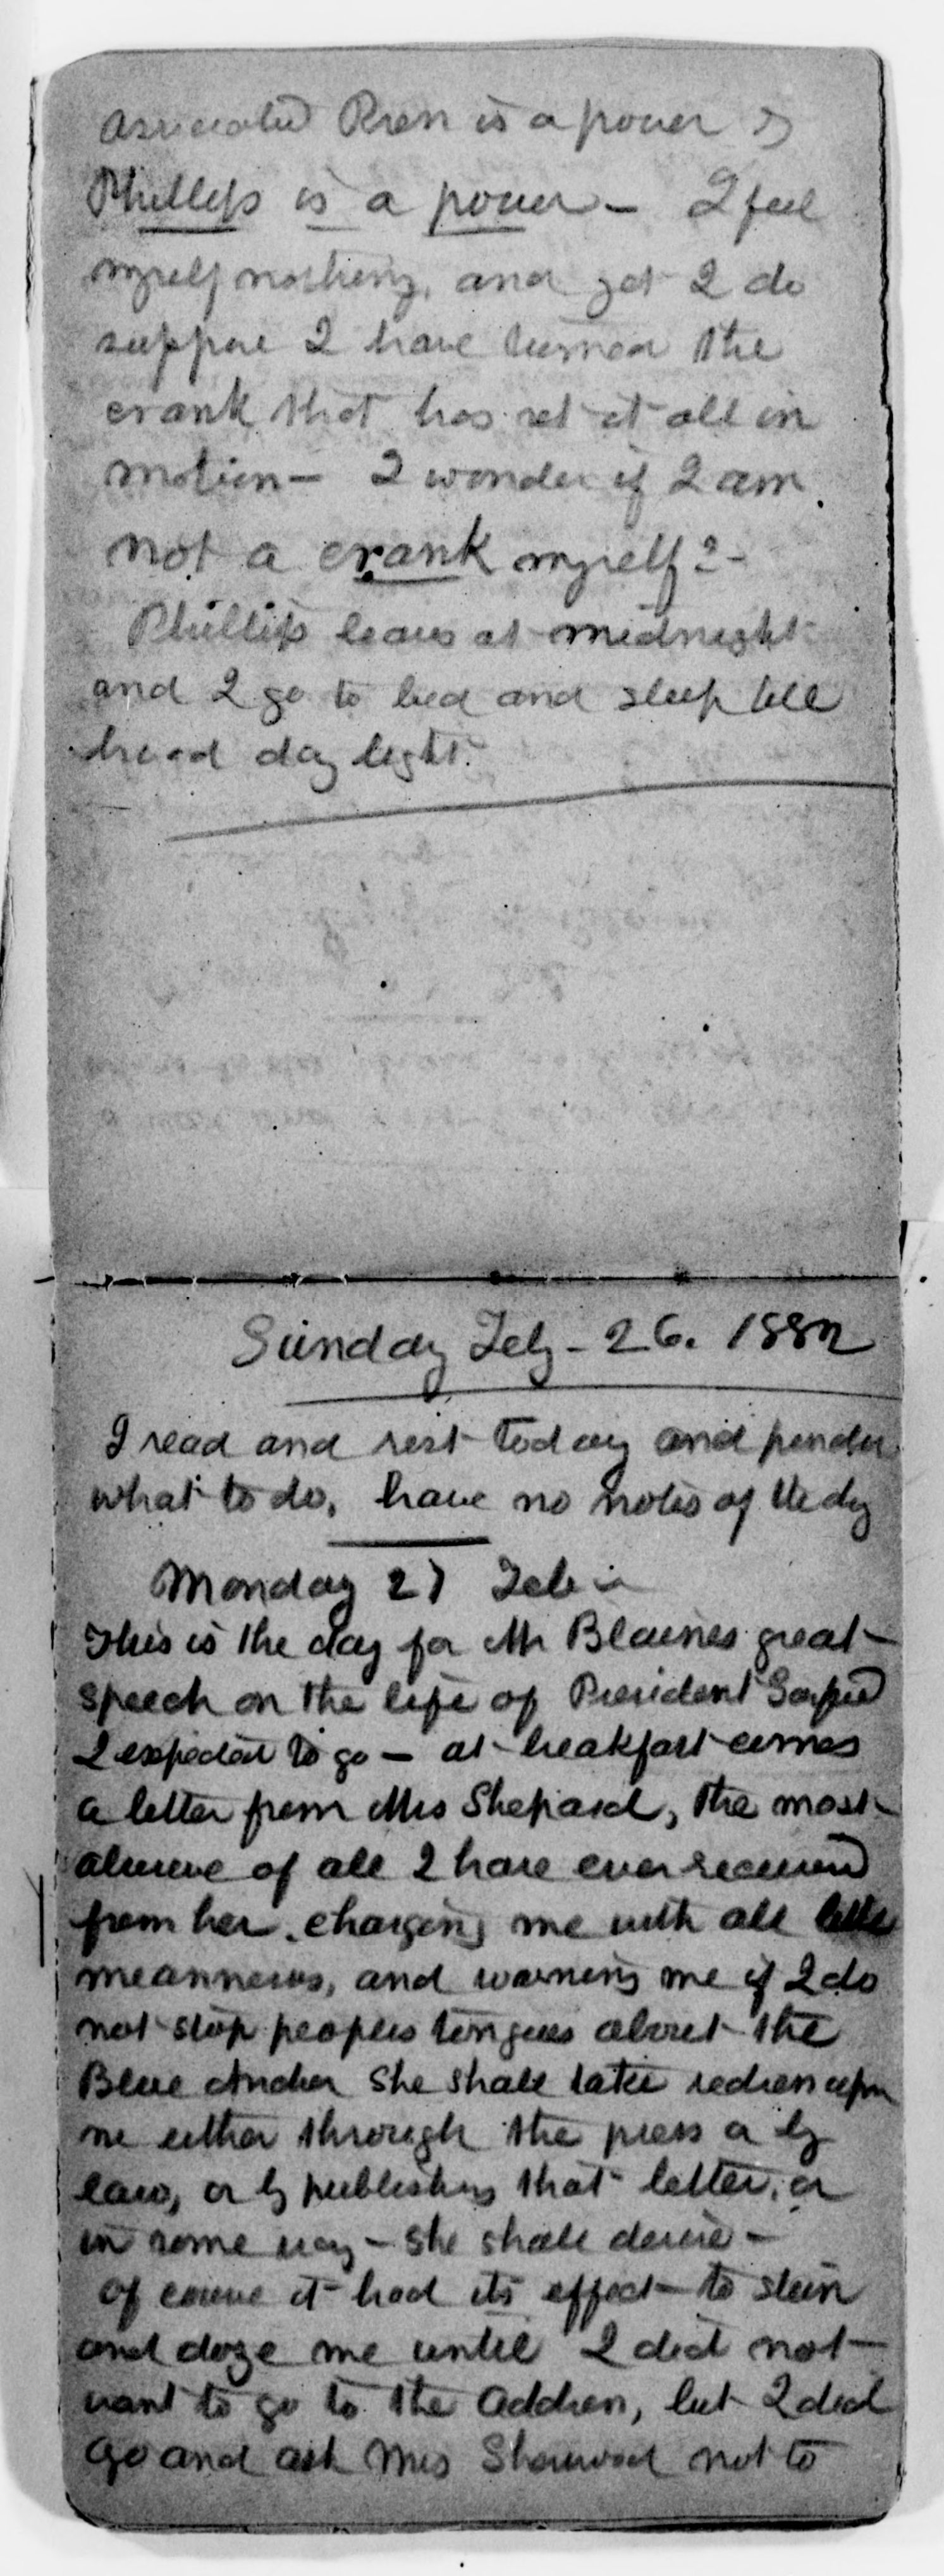 Associated Press is a power &
Phillips is a power - I feel
myself nothing, and yet I do
suppose I have turned the
crank that has set it all in
motion - I wonder if I am
not a crank myself? -
Phillips leaves at midnight
and I go to bed and sleep till
broad day light.
Sunday Feby - 26. 1882
I read and rest today and ponder
what to do, have no notes of the day
Monday 27 Feb -
This is the day for Mr Blaines great
speech on the life of President Garfield
I expected to go - at breakfast comes
a letter from Mrs Shepard, the most
abusive of all I have ever received
from her. charging me with all little
meannesses, and warning me if I do
not stop peoples tongues about the
Blue Anchor she shall take redress upon
me either through the press or by
law, or by publishing that letter, or
in some way - she shall desire -
of course it had its effect to stun
and daze me until I did not
want to go to the Address, but I did
go and ask Mrs Sherwood not to